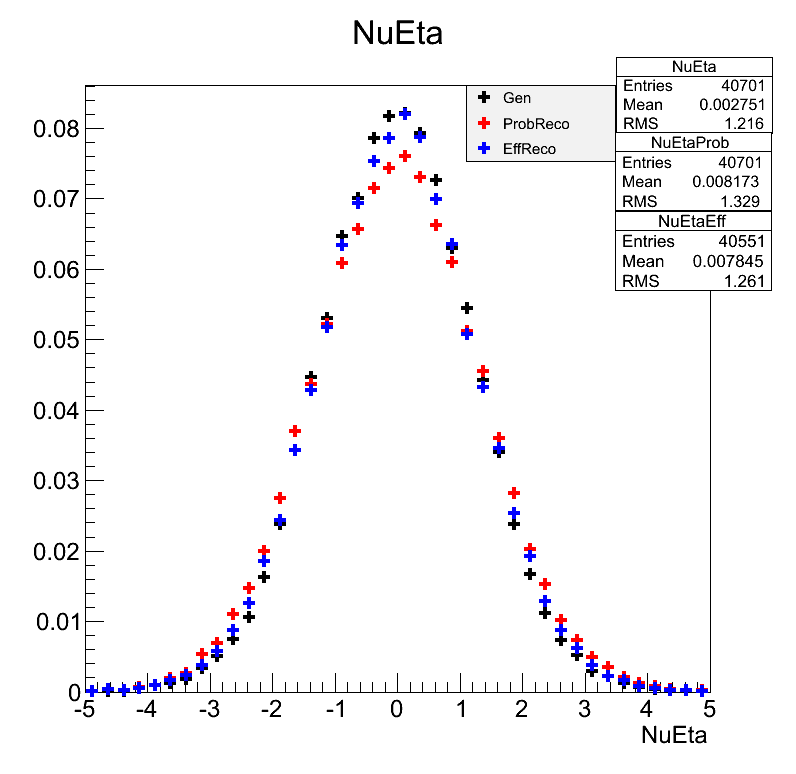 NuEta
NuEta
Entries 40701
Mean 0.002751
RMS 1.216
NuEtaProb
Entries 40701
Mean 0.008173
RMS 1.329
NuEtaEff
Entries 40551
Mean 0.007845
RMS 1.261
Gen
ProbReco
EffReco
0.08
0.07
0.06
0.05
0.04
0.03
0.02
0.01
0
-5 -4 -3 -2 -1 0 1 2 3 4 5
NuEta